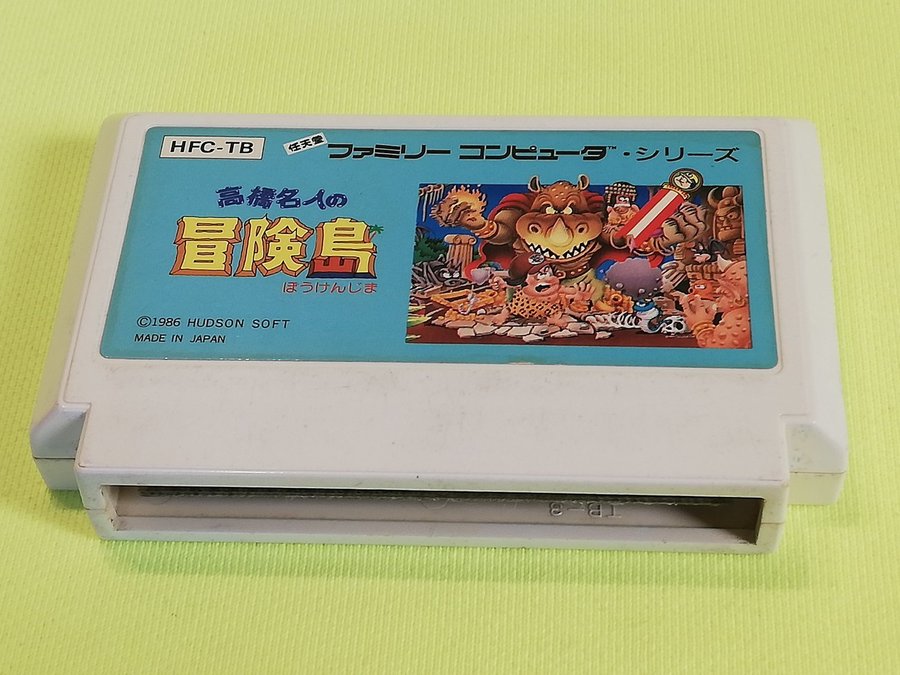 HFC-TB
任天堂
ファミリー コンピュータ™・シリーズ
高橋名人の
冒険島
ぼうけんじま
©1986 HUDSON SOFT
MADE IN JAPAN
TB-3